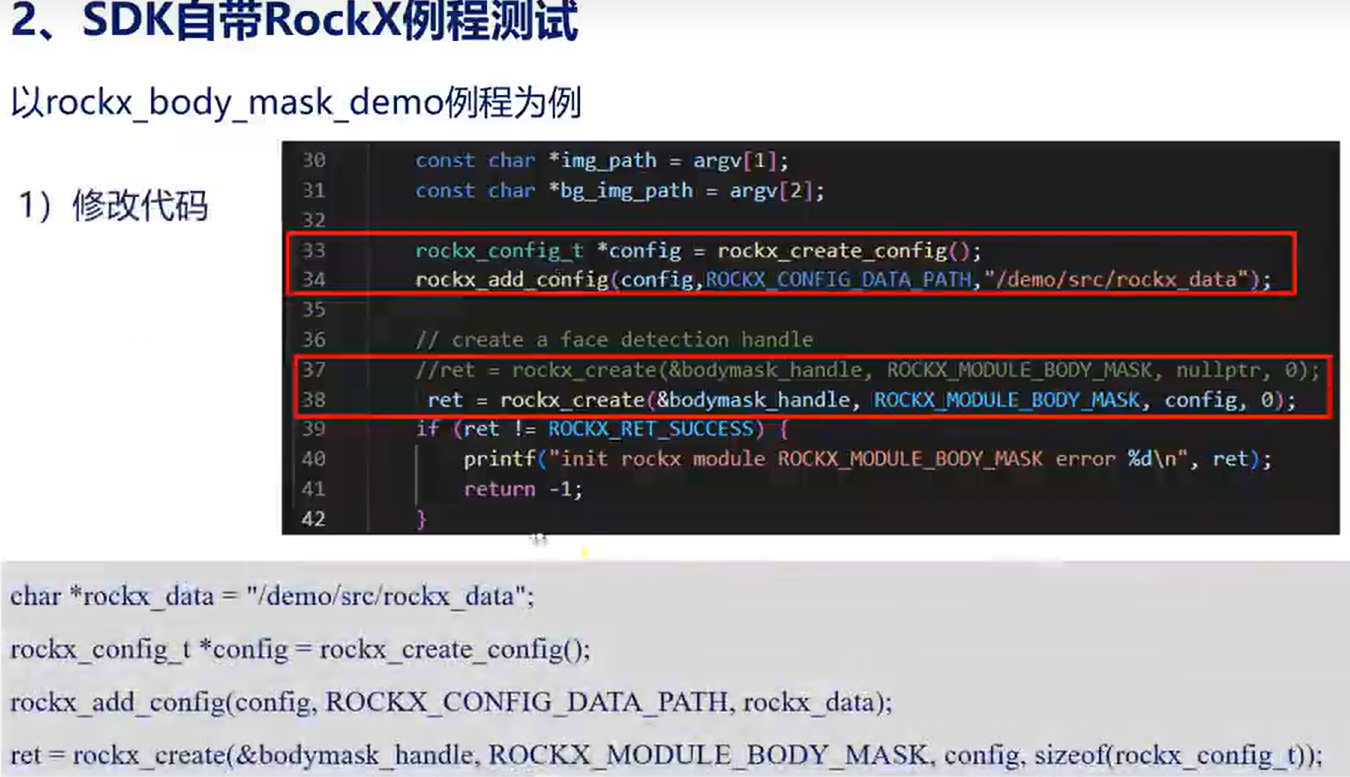 2、SDK自带RockX例程测试
以rockx_body_mask_demo例程为例
1）修改代码
30 const char *img_path = argv[1];
31 const char *bg_img_path = argv[2];
32
33 rockx_config_t *config = rockx_create_config();
34 rockx_add_config(config,ROCKX_CONFIG_DATA_PATH,"/demo/src/rockx_data");
35
36 // create a face detection handle
37 //ret = rockx_create(&bodymask_handle, ROCKX_MODULE_BODY_MASK, nullptr, 0);
38 ret = rockx_create(&bodymask_handle, ROCKX_MODULE_BODY_MASK, config, 0);
39 if (ret != ROCKX_RET_SUCCESS) {
40 printf("init rockx module ROCKX_MODULE_BODY_MASK error %d\n", ret);
41 return -1;
42 }
char *rockx_data = "/demo/src/rockx_data";
rockx_config_t *config = rockx_create_config();
rockx_add_config(config, ROCKX_CONFIG_DATA_PATH, rockx_data);
ret = rockx_create(&bodymask_handle, ROCKX_MODULE_BODY_MASK, config, sizeof(rockx_config_t));